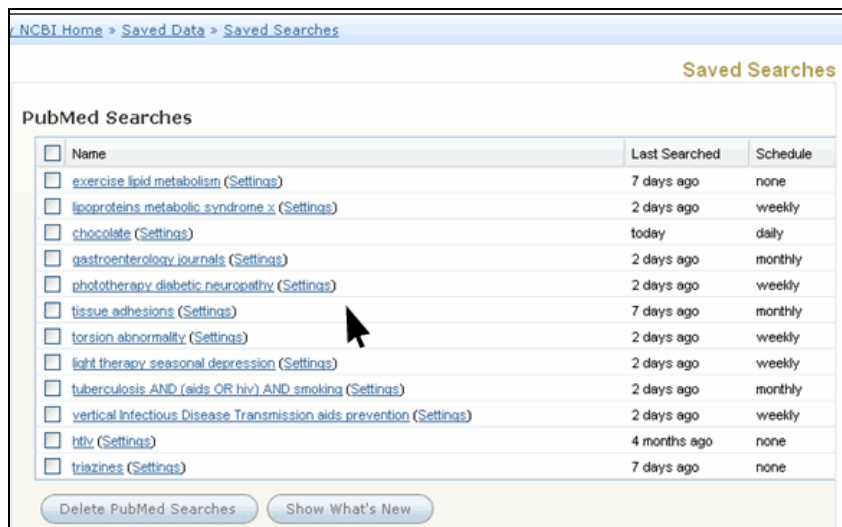 y NCBI Home » Saved Data » Saved Searches
Saved Searches
PubMed Searches
Name Last Searched Schedule
exercise lipid metabolism (Settings) 7 days ago none
lipoproteins metabolic syndrome x (Settings) 2 days ago weekly
chocolate (Settings) today daily
gastroenterology journals (Settings) 2 days ago monthly
phototherapy diabetic neuropathy (Settings) 2 days ago weekly
tissue adhesions (Settings) 7 days ago monthly
torsion abnormality (Settings) 2 days ago weekly
light therapy seasonal depression (Settings) 2 days ago weekly
tuberculosis AND (aids OR hiv) AND smoking (Settings) 2 days ago monthly
vertical Infectious Disease Transmission aids prevention (Settings) 2 days ago weekly
htlv (Settings) 4 months ago none
triazines (Settings) 7 days ago none
Delete PubMed Searches Show What's New